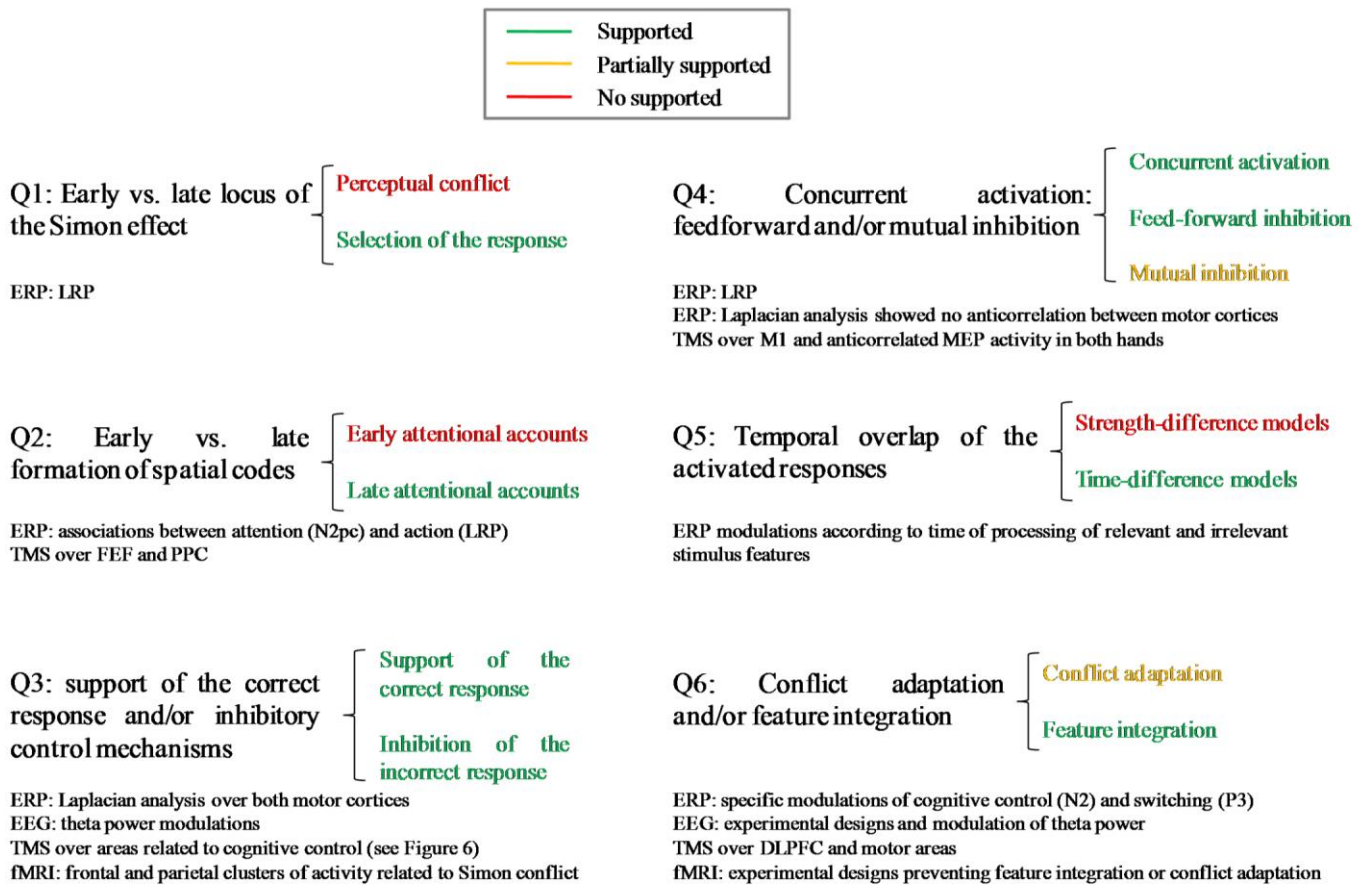 Supported
Partially supported
No supported
Q1: Early vs. late locus of
the Simon effect
Perceptual conflict
Selection of the response
ERP: LRP
Q4: Concurrent activation:
feedforward and/or mutual inhibition
Concurrent activation
Feed-forward inhibition
Mutual inhibition
ERP: LRP
ERP: Laplacian analysis showed no anticorrelation between motor cortices
TMS over M1 and anticorrelated MEP activity in both hands
Q2: Early vs. late
formation of spatial codes
Early attentional accounts
Late attentional accounts
ERP: associations between attention (N2pc) and action (LRP)
TMS over FEF and PPC
Q5: Temporal overlap of the
activated responses
Strength-difference models
Time-difference models
ERP modulations according to time of processing of relevant and irrelevant
stimulus features
Q3: support of the correct
response and/or inhibitory
control mechanisms
Support of the
correct response
Inhibition of the
incorrect response
ERP: Laplacian analysis over both motor cortices
EEG: theta power modulations
TMS over areas related to cognitive control (see Figure 6)
fMRI: frontal and parietal clusters of activity related to Simon conflict
Q6: Conflict adaptation
and/or feature integration
Conflict adaptation
Feature integration
ERP: specific modulations of cognitive control (N2) and switching (P3)
EEG: experimental designs and modulation of theta power
TMS over DLPFC and motor areas
fMRI: experimental designs preventing feature integration or conflict adaptation